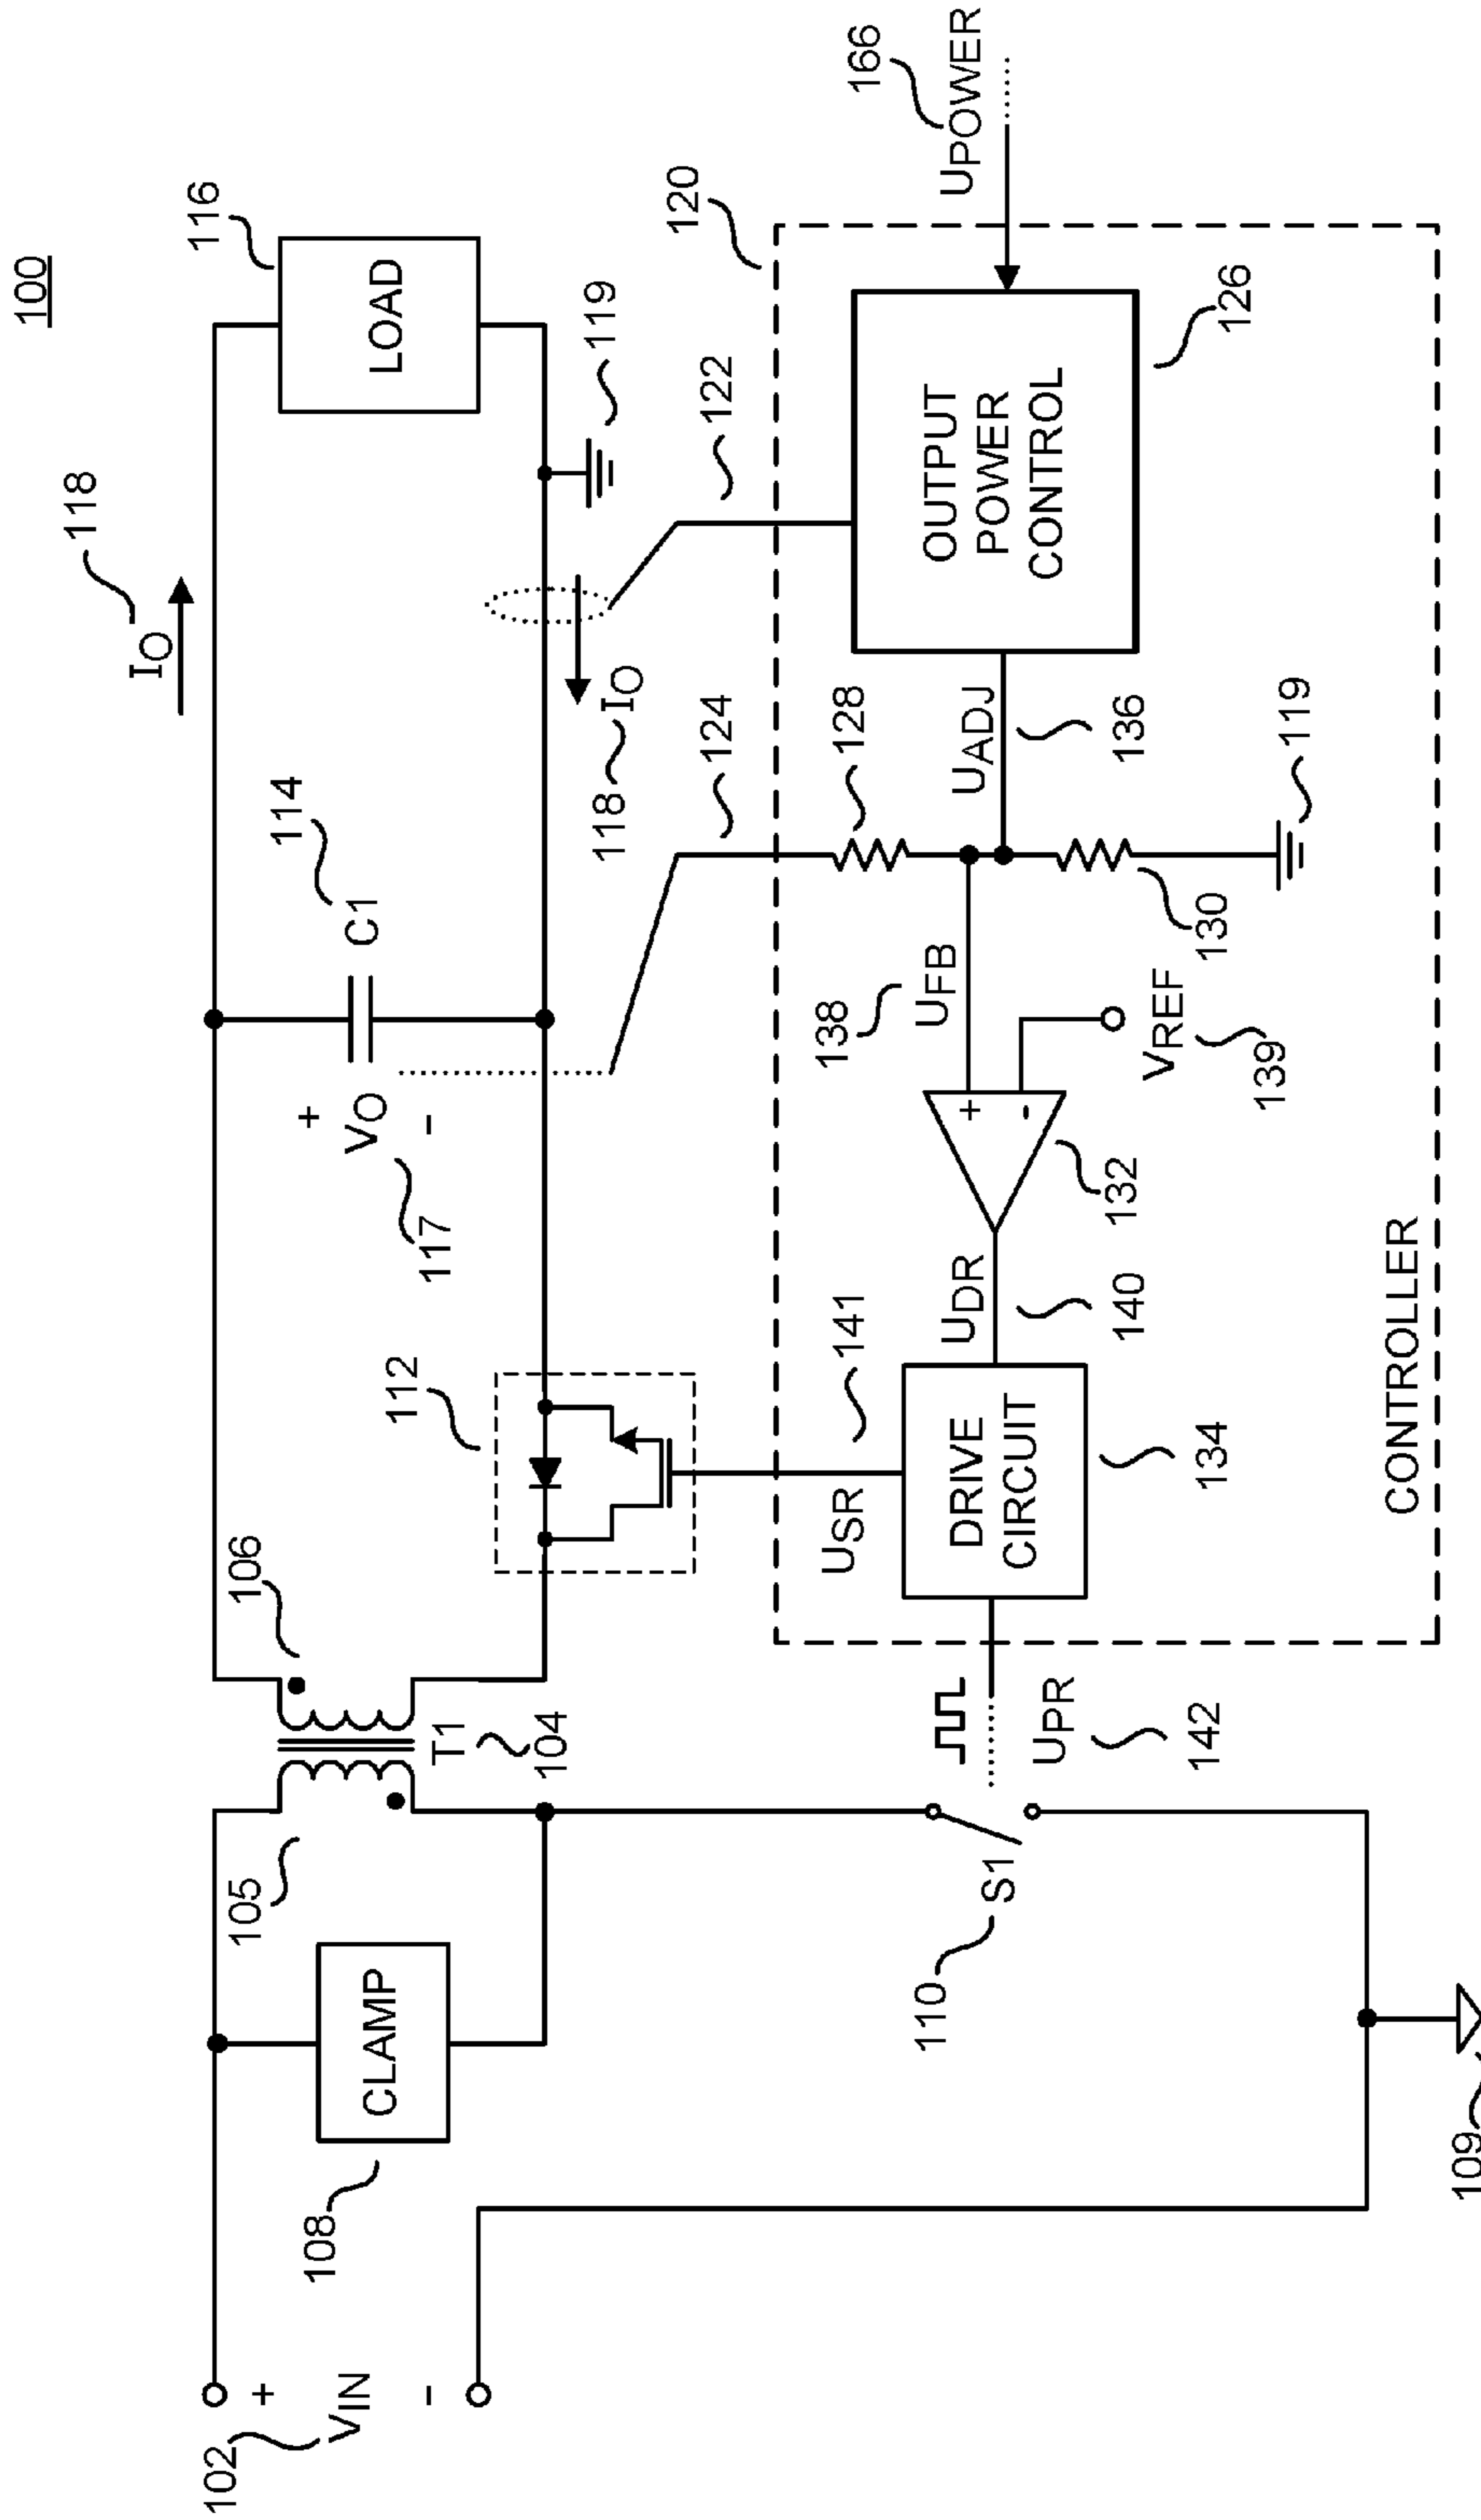 100
118
IO
116
LOAD
106
114
C1
+
VO
-
117
105
T1
104
112
118
IO
119
122
120
124
102
+
VIN
-
108
CLAMP
110
S1
109
UPR
142
USR
141
DRIVE
CIRCUIT
134
UDR
140
132
+
-
138
UFB
VREF
139
128
130
119
UADJ
136
OUTPUT
POWER
CONTROL
126
166
UPOWER
CONTROLLER